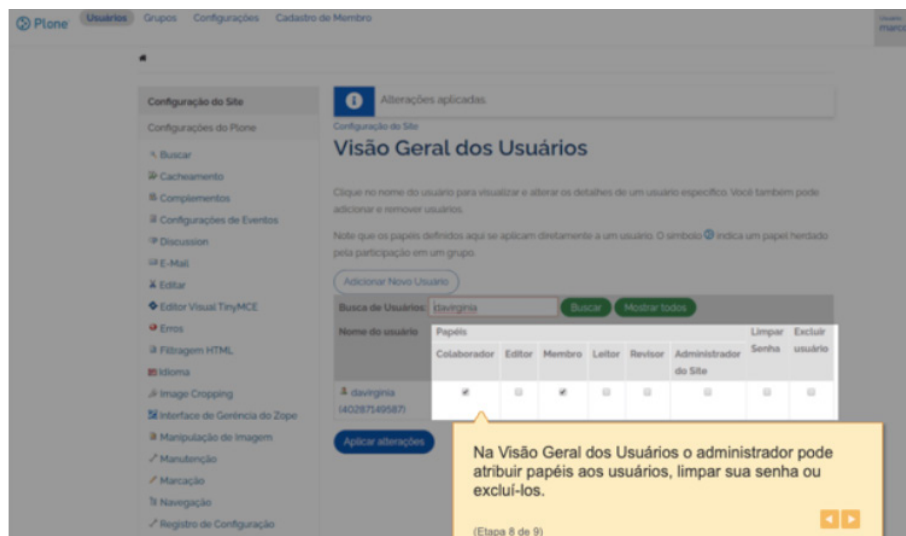 Plone
Usuários Grupos Configurações Cadastro de Membro
Usuário
marco
Configuração do Site
Configurações do Plone
Buscar
Cacheamento
Complementos
Configurações de Eventos
Discussion
E-Mail
Editar
Editor Visual TinyMCE
Erros
Filtragem HTML
Idioma
Image Cropping
Interface de Gerência do Zope
Manipulação de Imagem
Manutenção
Marcação
Navegação
Registro de Configuração
Alterações aplicadas.
Configuração do Site
Visão Geral dos Usuários
Clique no nome do usuário para visualizar e alterar os detalhes de um usuário específico. Você também pode
adicionar e remover usuários.
Note que os papéis definidos aqui se aplicam diretamente a um usuário. O símbolo indica um papel herdado
pela participação em um grupo.
Adicionar Novo Usuário
Busca de Usuários: davirginia Buscar Mostrar todos
Nome do usuário Papéis Limpar Excluir
Colaborador Editor Membro Leitor Revisor Administrador Senha usuário
do Site
davirginia
(40287149587)
Aplicar alterações
Na Visão Geral dos Usuários o administrador pode
atribuir papéis aos usuários, limpar sua senha ou
excluí-los.
(Etapa 8 de 9)